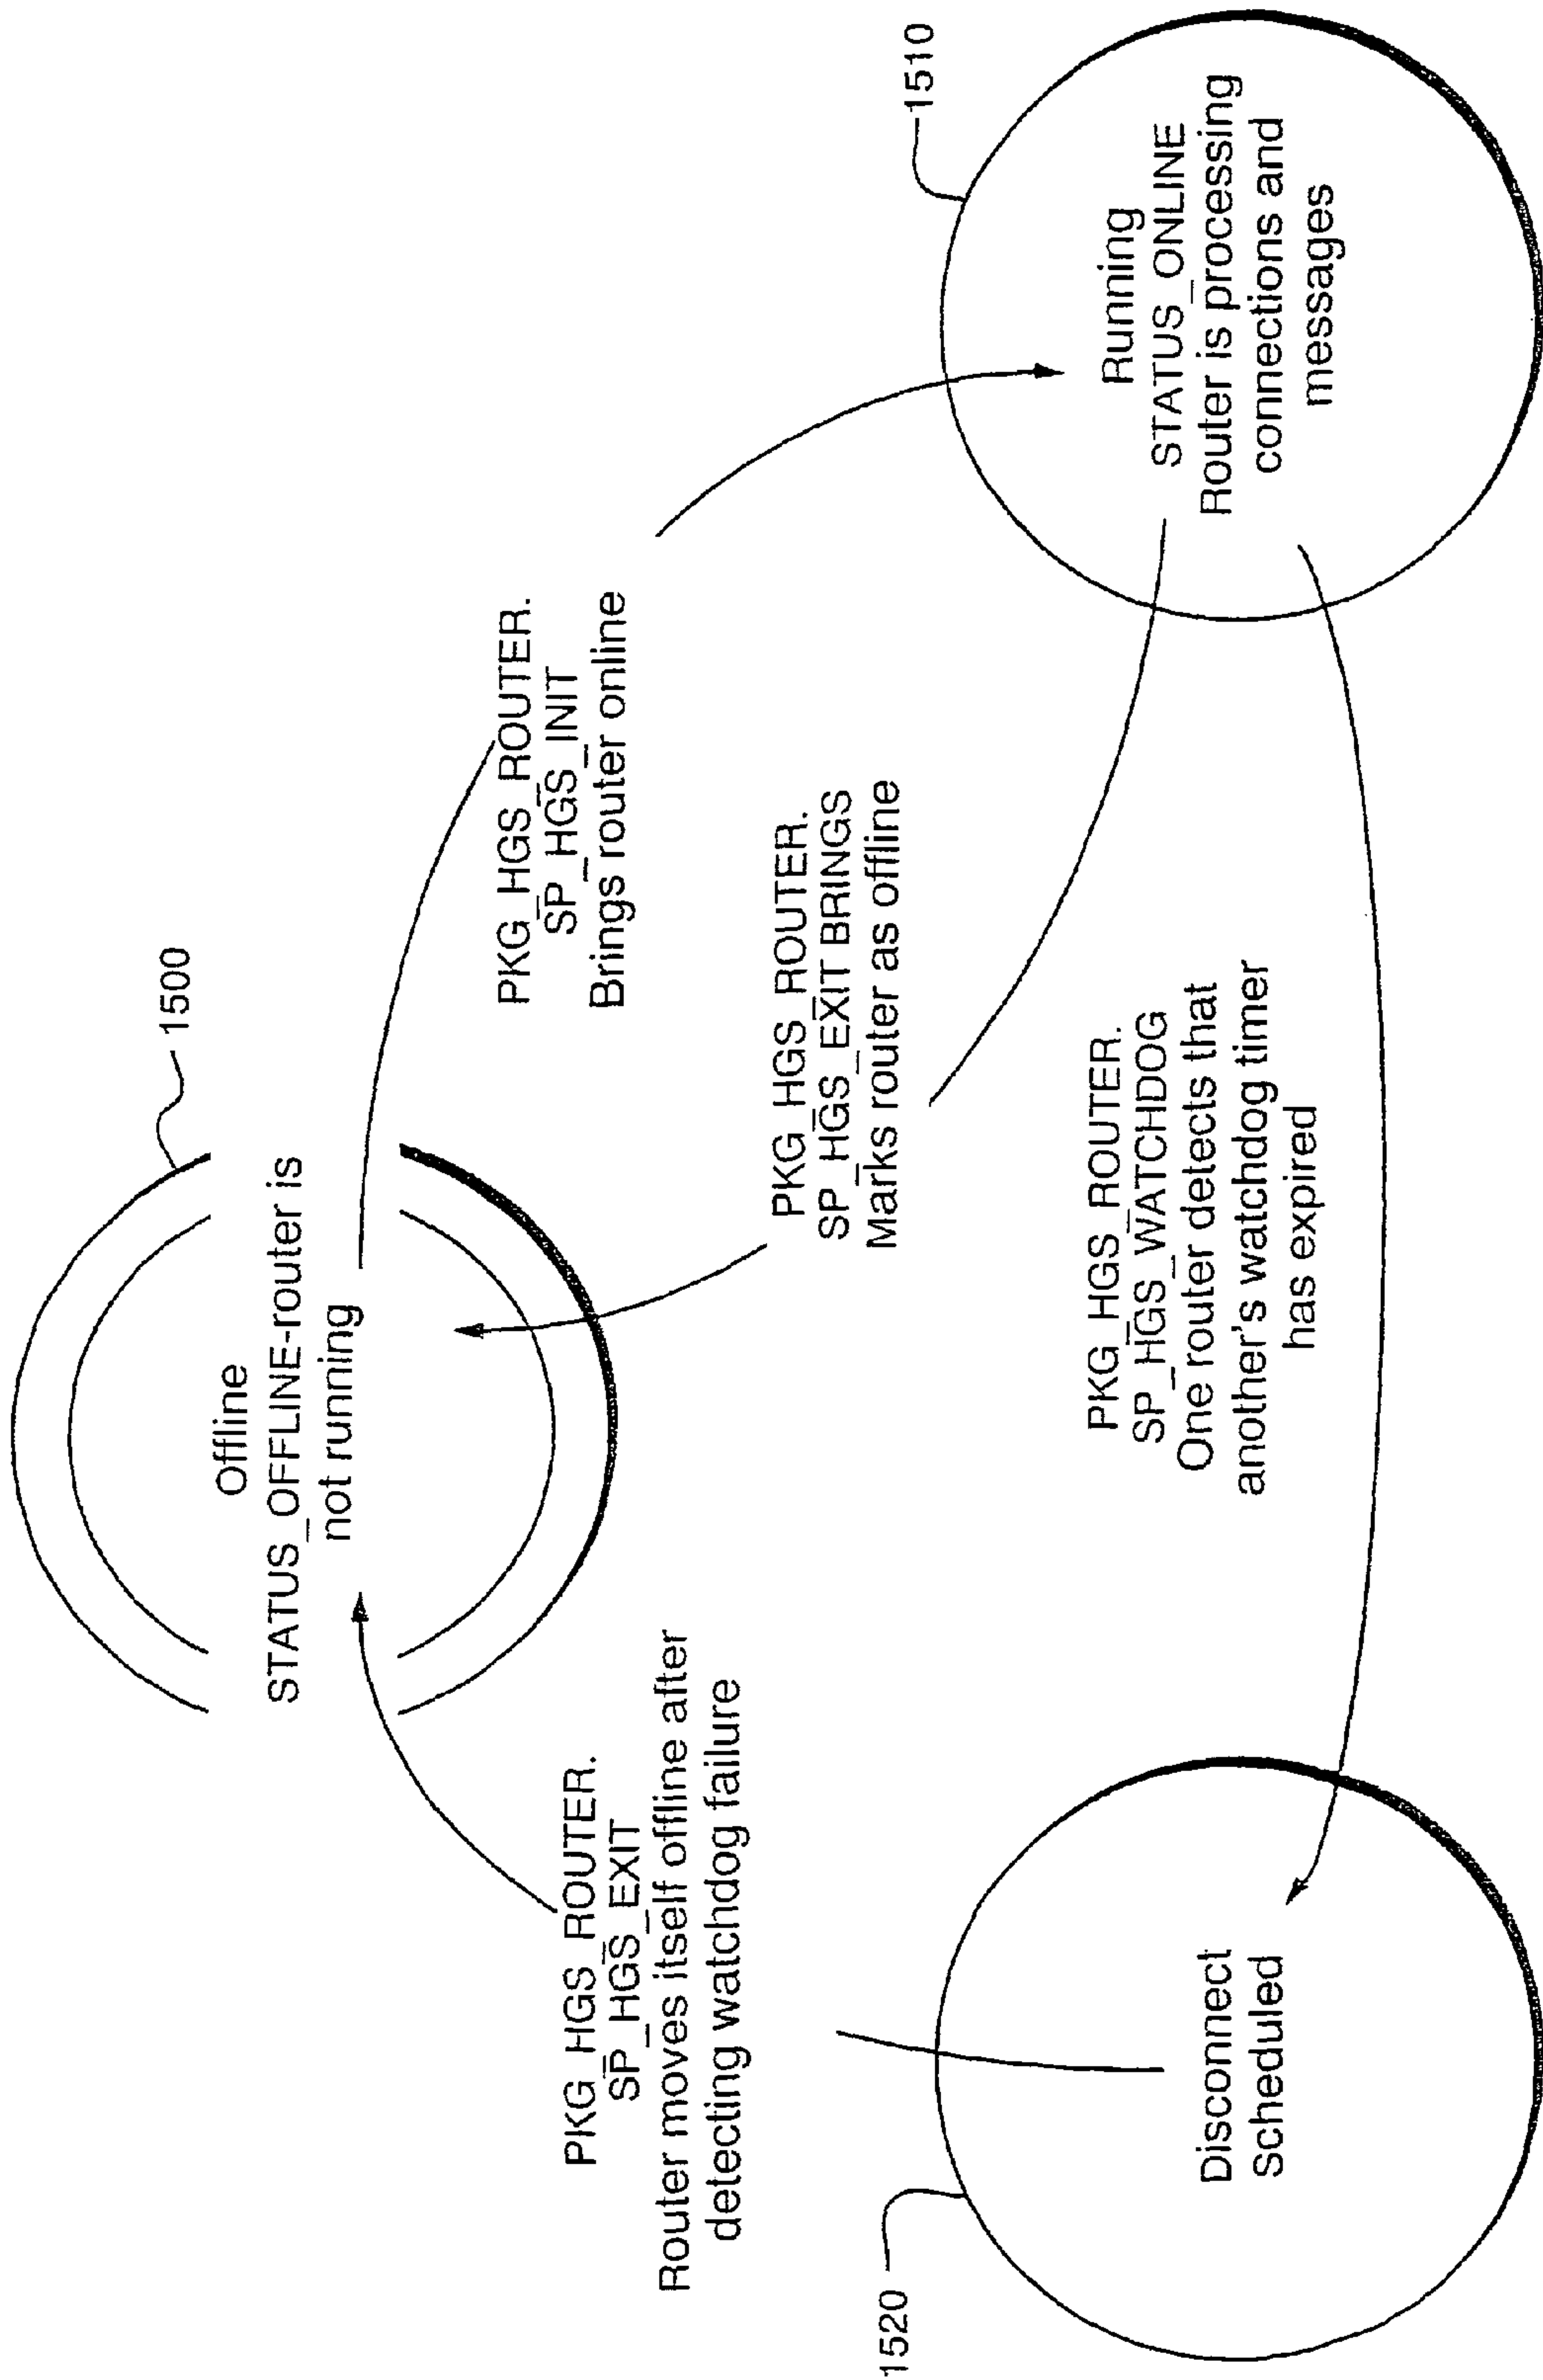 1500
Offline
STATUS_OFFLINE-router is
not running
PKG_HGS_ROUTER.
SP_HGS_EXIT
Router moves itself offline after
detecting watchdog failure
PKG_HGS_ROUTER.
SP_HGS_INIT
Brings router online
PKG_HGS_ROUTER.
SP_HGS_EXIT BRINGS
Marks router as offline
1520
Disconnect
Scheduled
PKG_HGS_ROUTER.
SP_HGS_WATCHDOG
One router detects that
another's watchdog timer
has expired
1510
Running
STATUS_ONLINE
Router is processing
connections and
messages